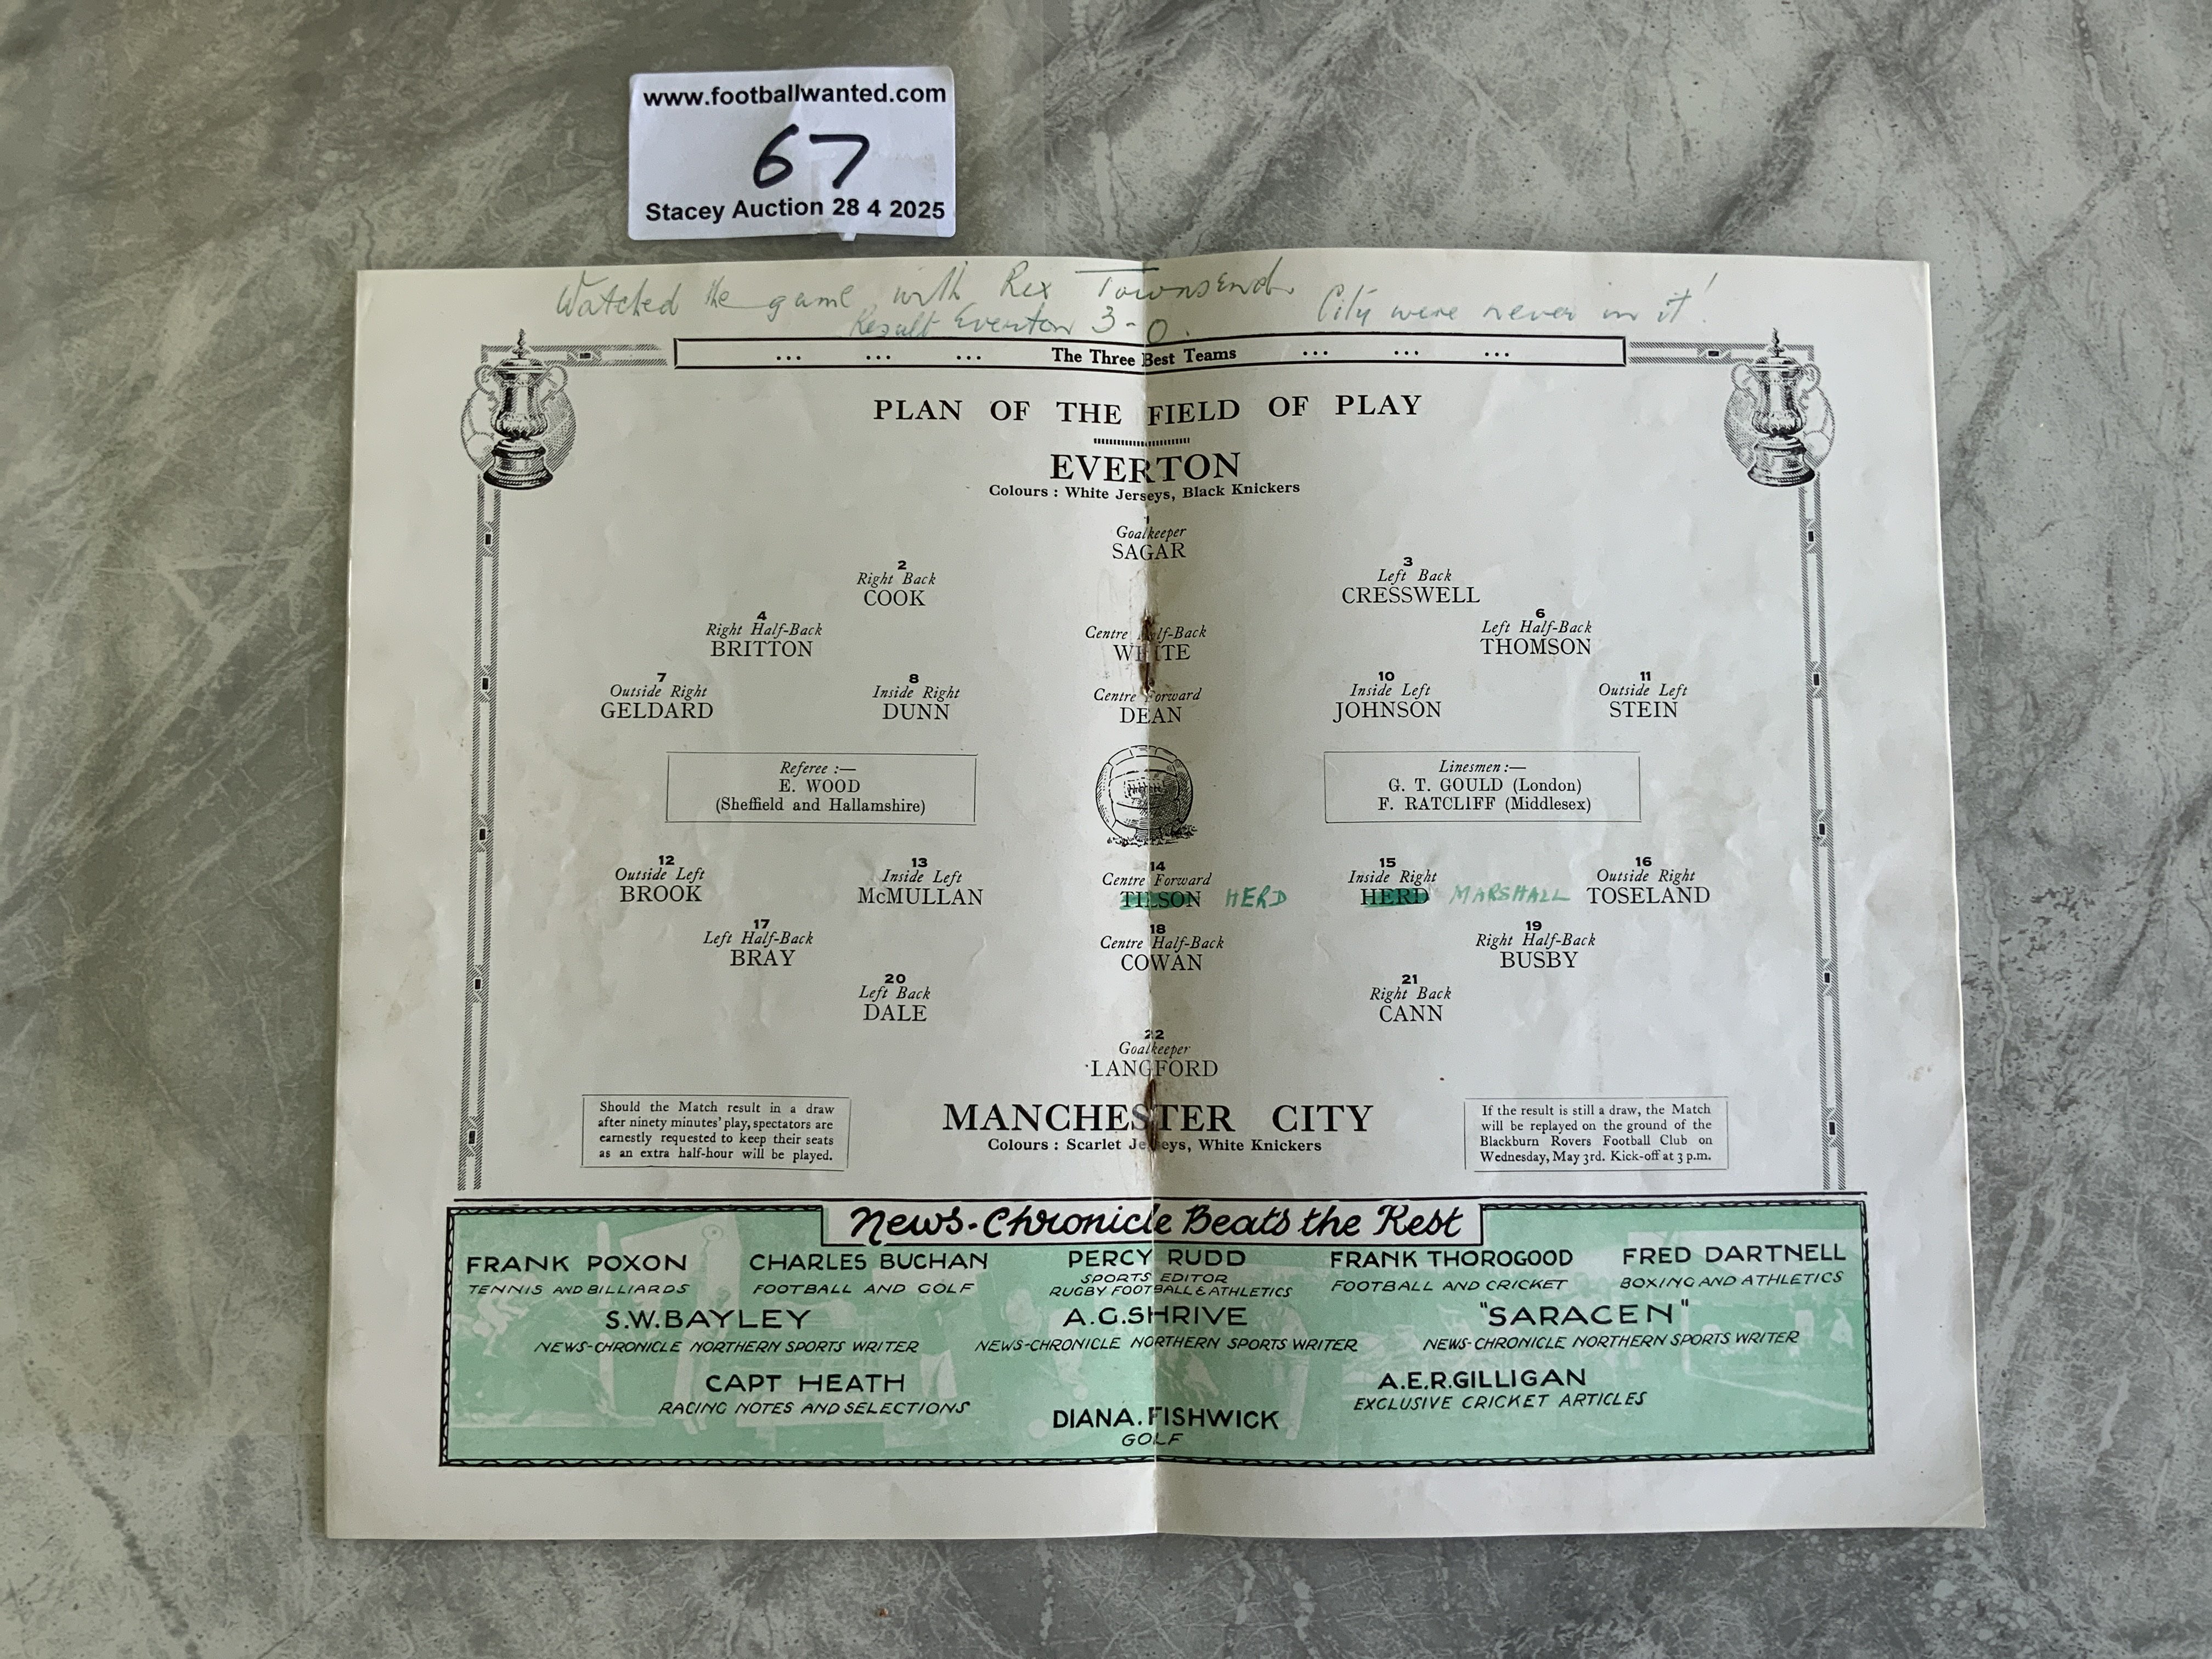 www.footballwanted.com
67
Stacey Auction 28 4 2025
Watched the game with Rex Townsend. City were never in it!
Result Everton 3-0.
... ... ... The Three Best Teams ... ... ...
PLAN OF THE FIELD OF PLAY
EVERTON
Colours : White Jerseys, Black Knickers
1
Goalkeeper
SAGAR
2
Right Back
COOK
3
Left Back
CRESSWELL
4
Right Half-Back
BRITTON
Centre Half-Back
WHITE
6
Left Half-Back
THOMSON
7
Outside Right
GELDARD
8
Inside Right
DUNN
Centre Forward
DEAN
10
Inside Left
JOHNSON
11
Outside Left
STEIN
Referee :—
E. WOOD
(Sheffield and Hallamshire)
Linesmen :—
G. T. GOULD (London)
F. RATCLIFF (Middlesex)
12
Outside Left
BROOK
13
Inside Left
McMULLAN
14
Centre Forward
TILSON HERD
15
Inside Right
HERD MARSHALL
16
Outside Right
TOSELAND
17
Left Half-Back
BRAY
18
Centre Half-Back
COWAN
19
Right Half-Back
BUSBY
20
Left Back
DALE
21
Right Back
CANN
22
Goalkeeper
LANGFORD
MANCHESTER CITY
Colours : Scarlet Jerseys, White Knickers
Should the Match result in a draw
after ninety minutes' play, spectators are
earnestly requested to keep their seats
as an extra half-hour will be played.
If the result is still a draw, the Match
will be replayed on the ground of the
Blackburn Rovers Football Club on
Wednesday, May 3rd. Kick-off at 3 p.m.
News-Chronicle Beats the Rest
FRANK POXON
TENNIS AND BILLIARDS
CHARLES BUCHAN
FOOTBALL AND GOLF
PERCY RUDD
SPORTS EDITOR
RUGBY FOOTBALL & ATHLETICS
FRANK THOROGOOD
FOOTBALL AND CRICKET
FRED DARTNELL
BOXING AND ATHLETICS
S.W.BAYLEY
NEWS-CHRONICLE NORTHERN SPORTS WRITER
A.G.SHRIVE
NEWS-CHRONICLE NORTHERN SPORTS WRITER
"SARACEN"
NEWS-CHRONICLE NORTHERN SPORTS WRITER
CAPT HEATH
RACING NOTES AND SELECTIONS
DIANA.FISHWICK
GOLF
A.E.R.GILLIGAN
EXCLUSIVE CRICKET ARTICLES